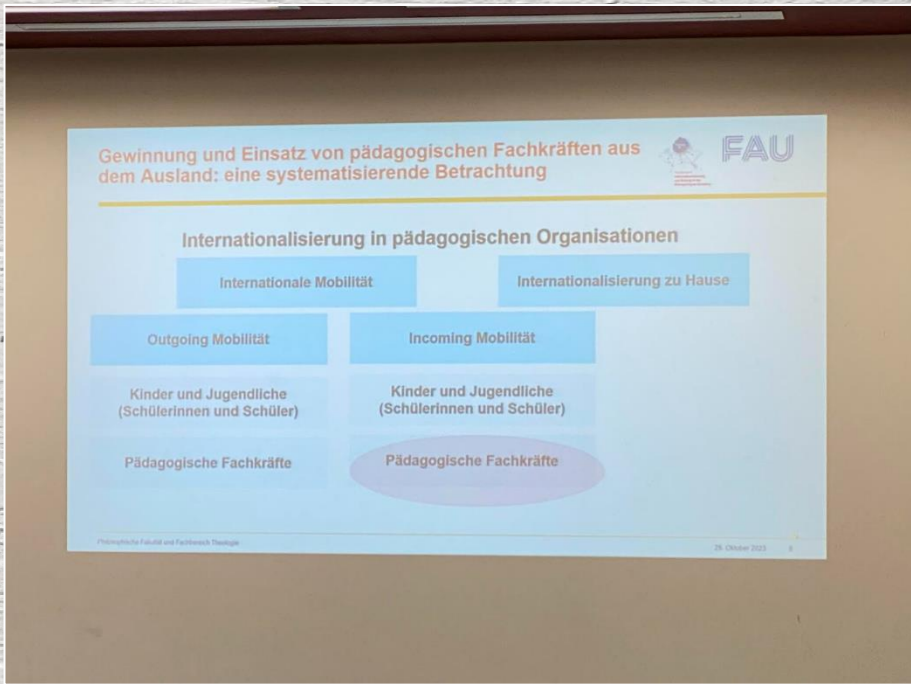 Gewinnung und Einsatz von pädagogischen Fachkräften aus
dem Ausland: eine systematisierende Betrachtung
FAU
Internationalisierung in pädagogischen Organisationen
Internationale Mobilität
Internationalisierung zu Hause
Outgoing Mobilität
Incoming Mobilität
Kinder und Jugendliche
(Schülerinnen und Schüler)
Kinder und Jugendliche
(Schülerinnen und Schüler)
Pädagogische Fachkräfte
Pädagogische Fachkräfte
Philosophische Fakultät und Fachbereich Theologie
Oktober 2023